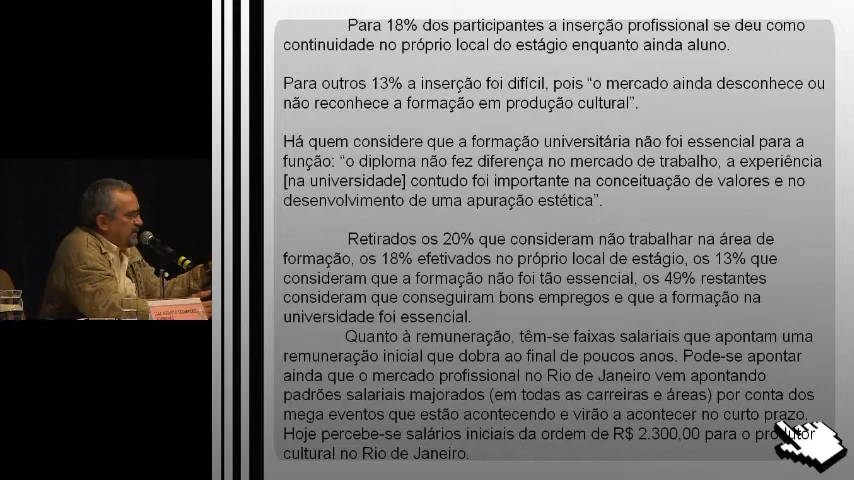 Para 18% dos participantes a inserção profissional se deu como
continuidade no próprio local do estágio enquanto ainda aluno.
Para outros 13% a inserção foi difícil, pois “o mercado ainda desconhece ou
não reconhece a formação em produção cultural”.
Há quem considere que a formação universitária não foi essencial para a
função: “o diploma não fez diferença no mercado de trabalho, a experiência
[na universidade] contudo foi importante na conceituação de valores e no
desenvolvimento de uma apuração estética”.
Retirados os 20% que consideram não trabalhar na área de
formação, os 18% efetivados no próprio local de estágio, os 13% que
consideram que a formação não foi tão essencial, os 49% restantes
consideram que conseguiram bons empregos e que a formação na
universidade foi essencial.
Quanto à remuneração, têm-se faixas salariais que apontam uma
remuneração inicial que dobra ao final de poucos anos. Pode-se apontar
ainda que o mercado profissional no Rio de Janeiro vem apontando
padrões salariais majorados (em todas as carreiras e áreas) por conta dos
mega eventos que estão acontecendo e virão a acontecer no curto prazo.
Hoje percebe-se salários iniciais da ordem de R$ 2.300,00 para o produtor
cultural no Rio de Janeiro.